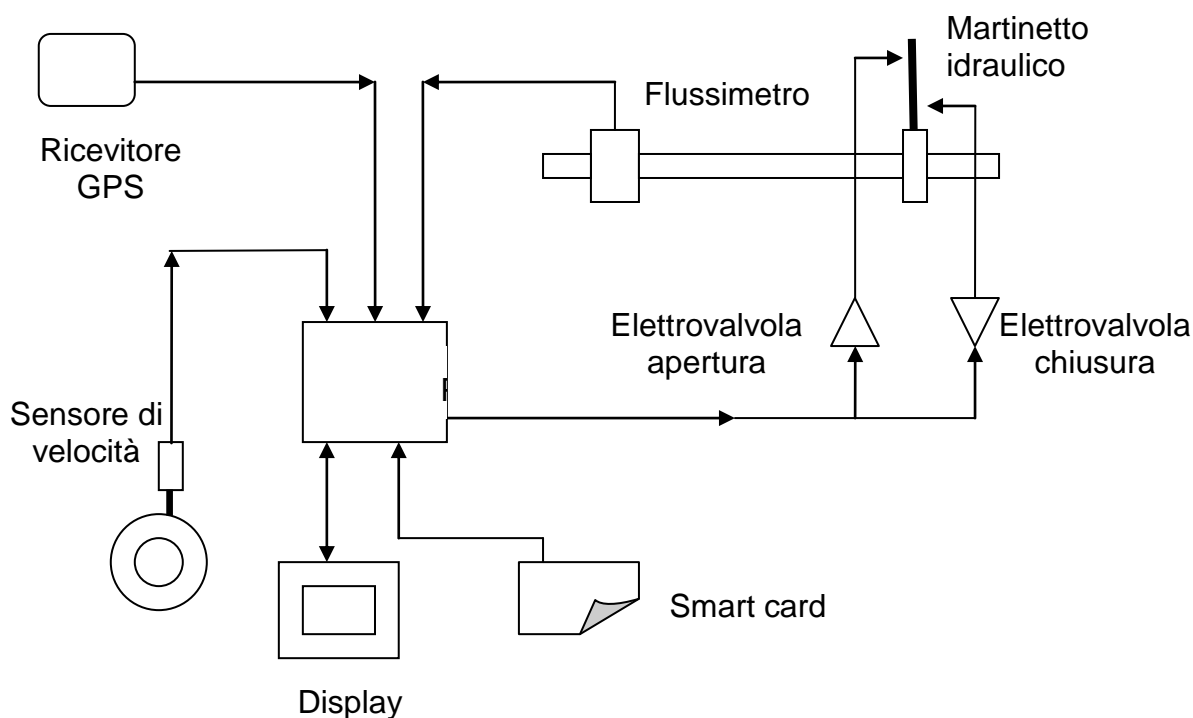 Martinetto
idraulico
Flussimetro
Ricevitore
GPS
Elettrovalvola
apertura
Elettrovalvola
chiusura
Sensore di
velocità
Smart card
Display